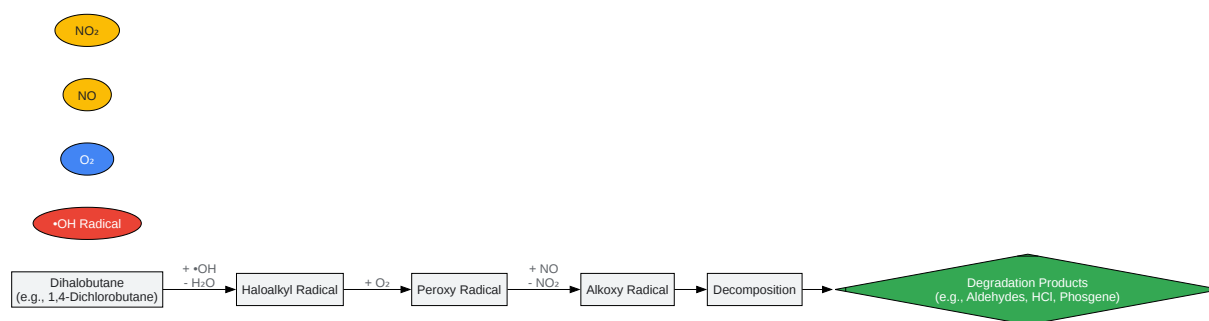 NO₂
NO
O₂
•OH Radical
Dihalobutane
(e.g., 1,4-Dichlorobutane)
+ •OH
- H₂O
Haloalkyl Radical
+ O₂
Peroxy Radical
+ NO
- NO₂
Alkoxy Radical
Decomposition
Degradation Products
(e.g., Aldehydes, HCl, Phosgene)